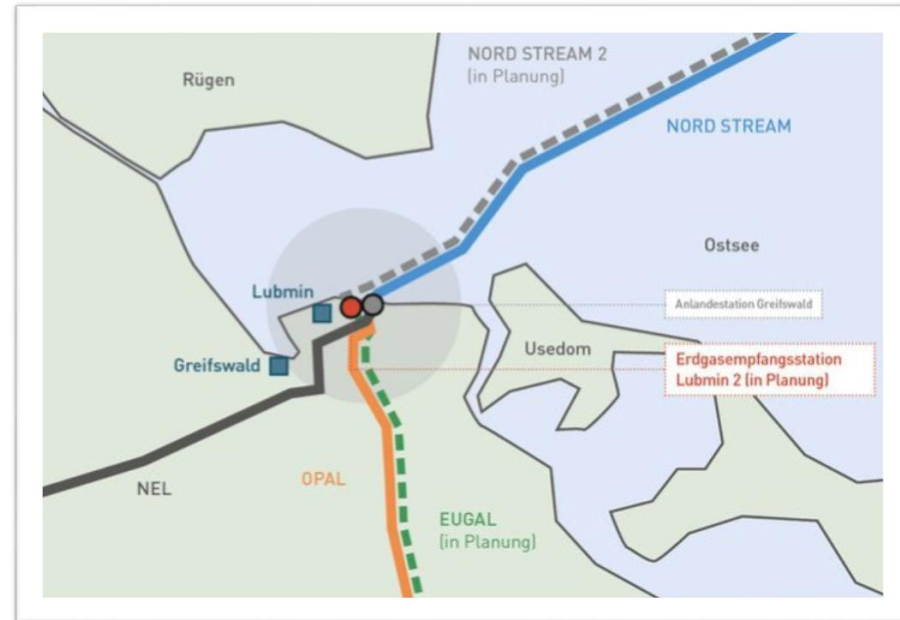 Rügen
NORD STREAM 2
(in Planung)
NORD STREAM
Ostsee
Lubmin
Anlandestation Greifswald
Usedom
Greifswald
Erdgasempfangsstation
Lubmin 2 (in Planung)
NEL
OPAL
EUGAL
(in Planung)